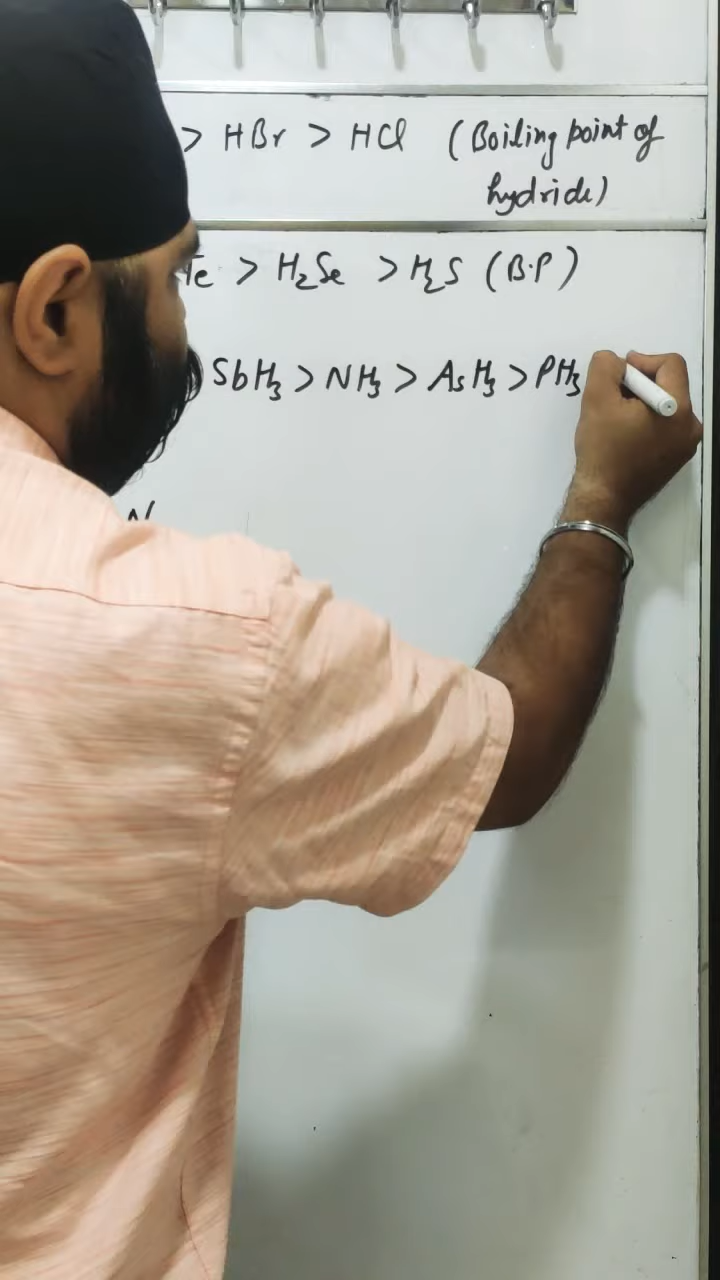 > HBr > HCl (Boiling point of
hydride)
Te > H₂Se > H₂S (B.P)
SbH₃ > NH₃ > AsH₃ > PH₃
N